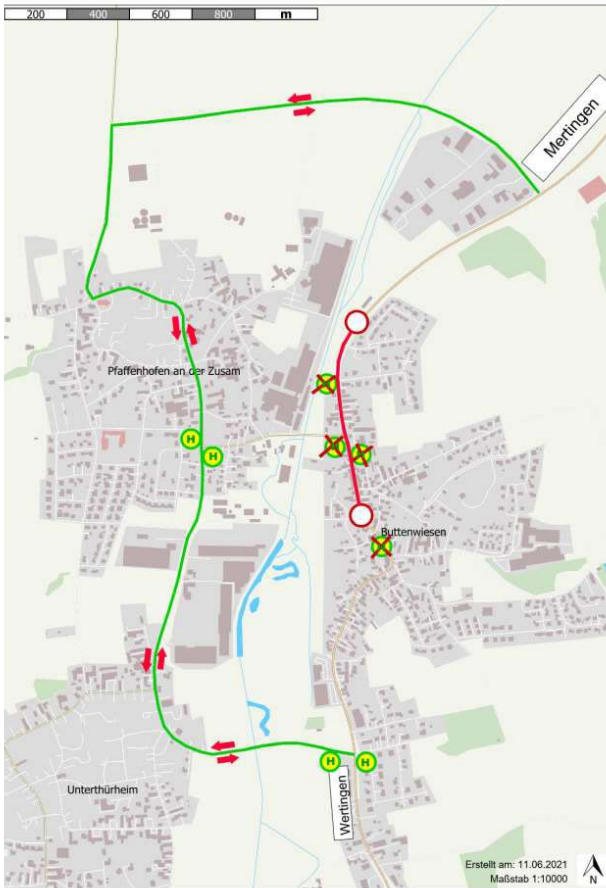 200 400 600 800 m
Mertingen
Pfaffenhofen an der Zusam
H
H
Buttenwiesen
H H
Wertingen
Unterthürheim
Erstellt am: 11.06.2021
Maßstab 1:10000
N